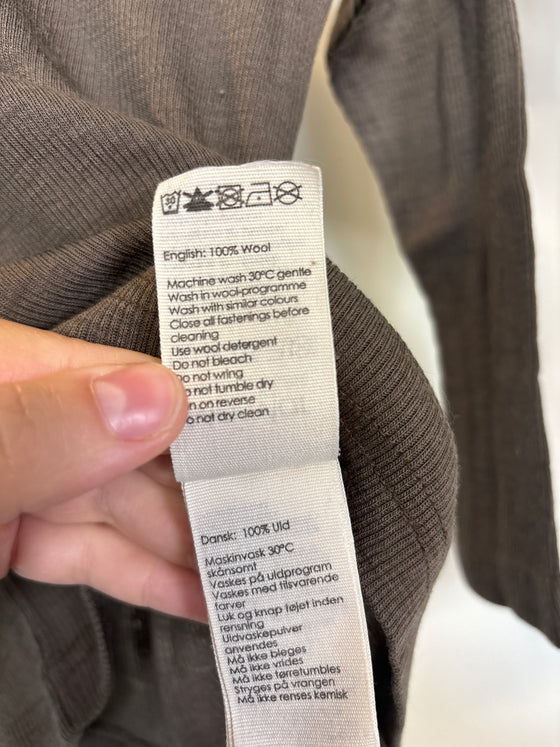 30
English: 100% Wool
Machine wash 30°C gentle
Wash in wool-programme
Wash with similar colours
Close all fastenings before
cleaning
Use wool detergent
Do not bleach
Do not wring
o not tumble dry
n on reverse
o not dry clean
Dansk: 100% Uld
Maskinvask 30°C
skånsomt
Vaskes på uldprogram
Vaskes med tilsvarende
farver
Luk og knap tøjet inden
rensning
Uldvaskepulver
anvendes
Må ikke bleges
Må ikke vrides
Må ikke tørretumbles
Stryges på vrangen
Må ikke renses kemisk